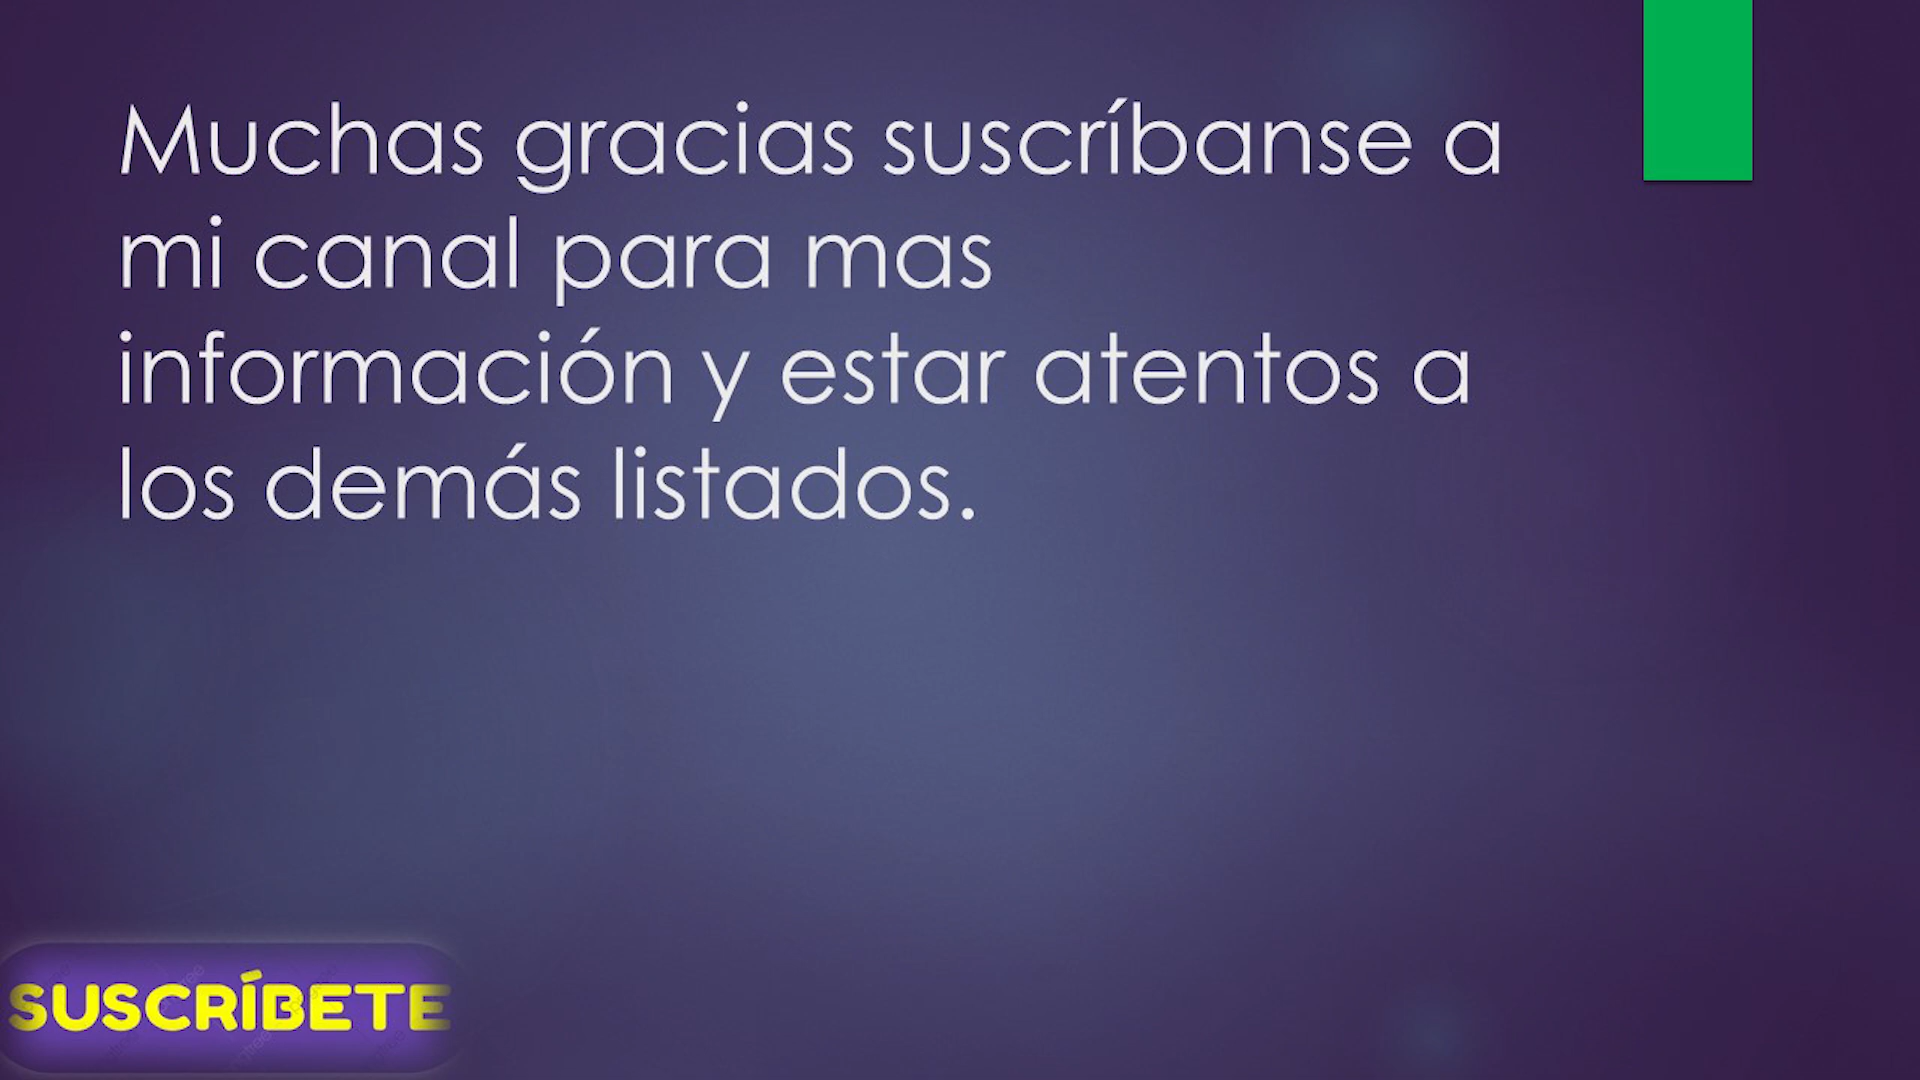 Muchas gracias suscríbanse a
mi canal para mas
información y estar atentos a
los demás listados.
SUSCRÍBETE